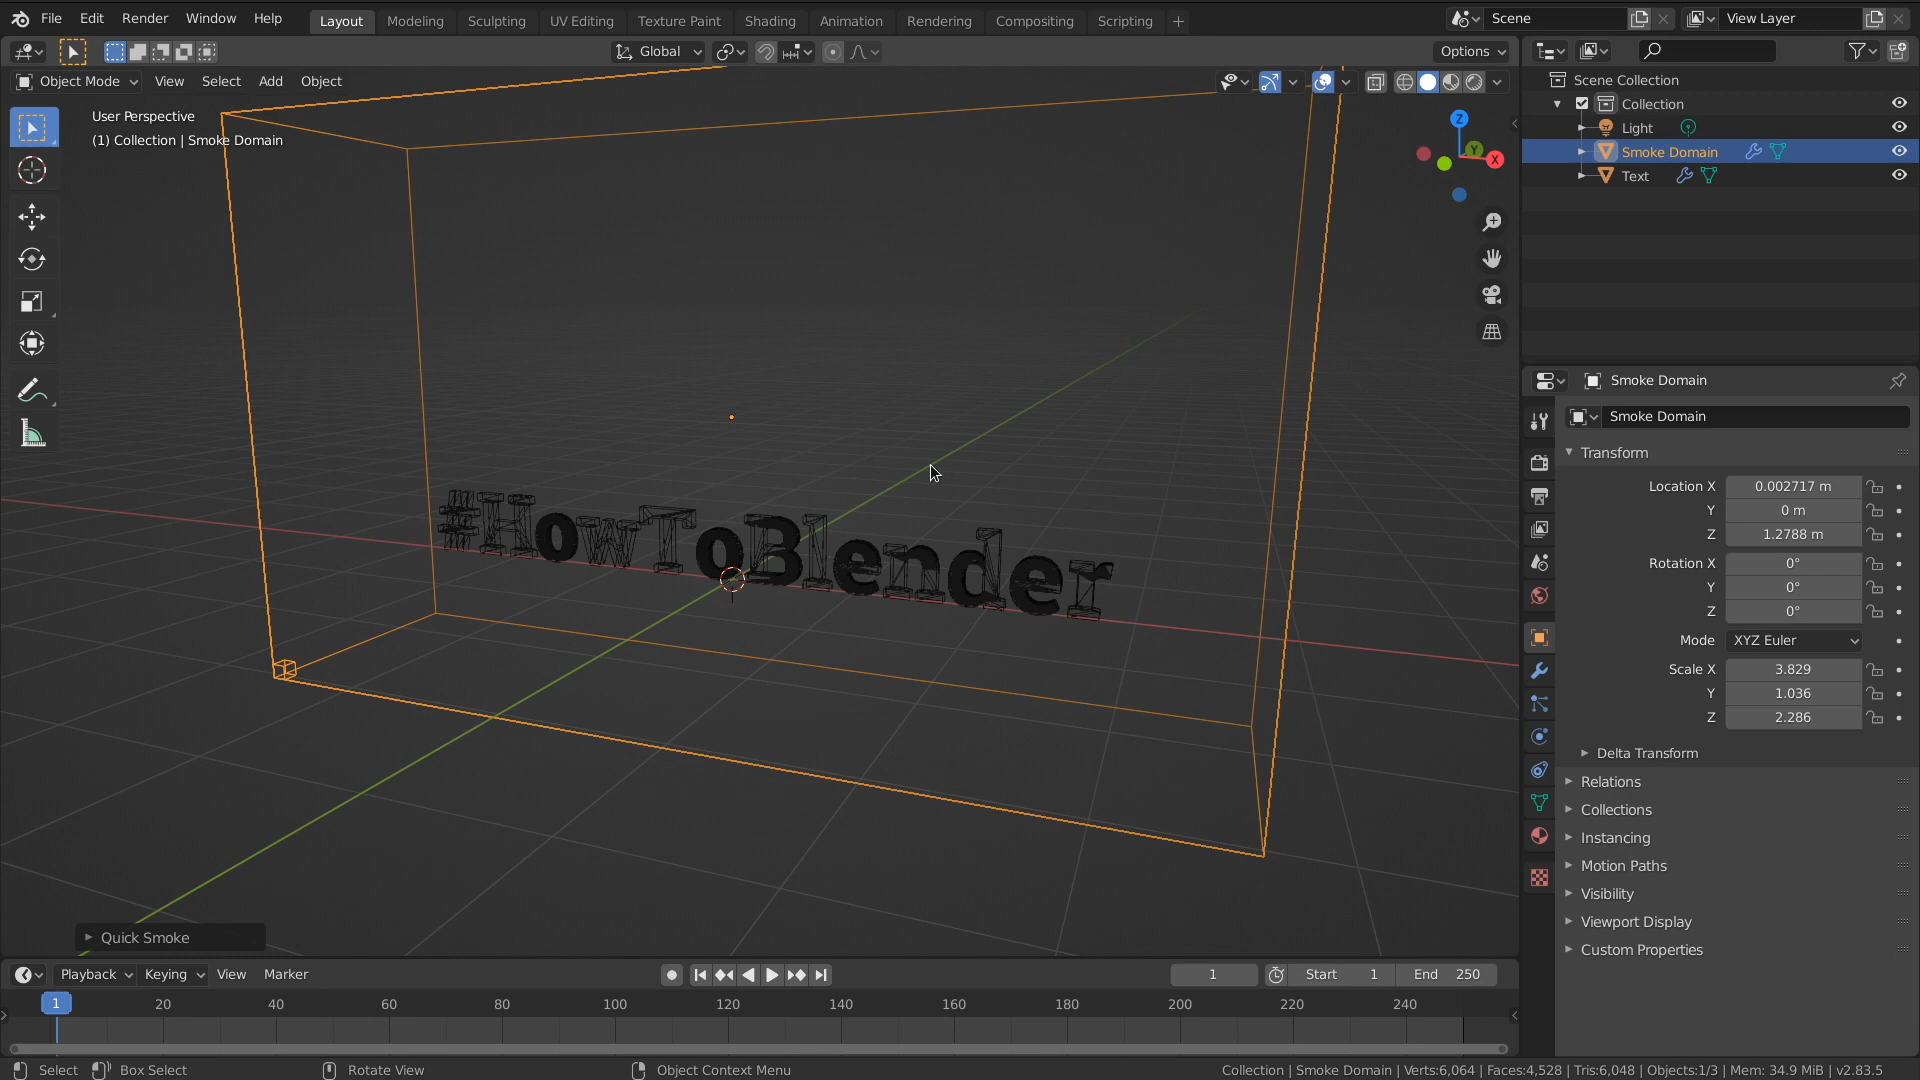 File Edit Render Window Help Layout Modeling Sculpting UV Editing Texture Paint Shading Animation Rendering Compositing Scripting Scene View Layer
Global Options
Object Mode View Select Add Object
User Perspective
(1) Collection | Smoke Domain
Z
Y
X
#HowToBlender
Quick Smoke
Scene Collection
Collection
Light
Smoke Domain
Text
Smoke Domain
Smoke Domain
Transform
Location X 0.002717 m
Y 0 m
Z 1.2788 m
Rotation X 0°
Y 0°
Z 0°
Mode XYZ Euler
Scale X 3.829
Y 1.036
Z 2.286
Delta Transform
Relations
Collections
Instancing
Motion Paths
Visibility
Viewport Display
Custom Properties
Playback Keying View Marker 1 Start 1 End 250
1 20 40 60 80 100 120 140 160 180 200 220 240
Select Box Select Rotate View Object Context Menu Collection | Smoke Domain | Verts:6,064 | Faces:4,528 | Tris:6,048 | Objects:1/3 | Mem: 34.9 MiB | v2.83.5